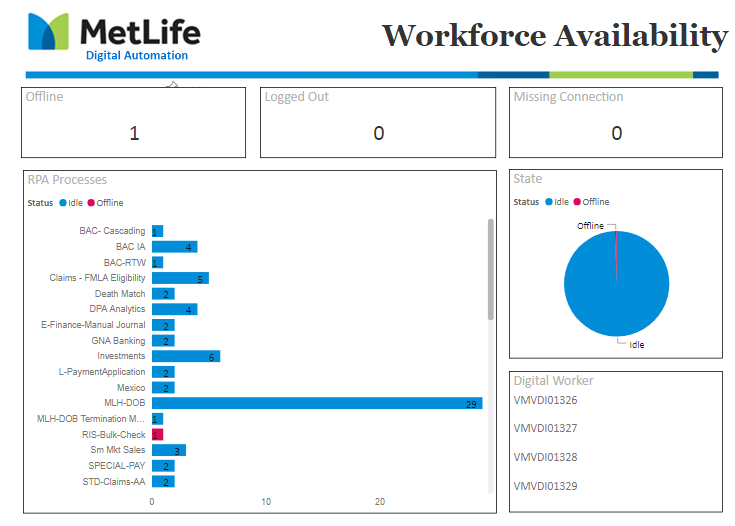 MetLife
Digital Automation
Workforce Availability
Offline
1
Logged Out
0
Missing Connection
0
RPA Processes
Status Idle Offline
BAC- Cascading 1
BAC IA 4
BAC-RTW 1
Claims - FMLA Eligibility 5
Death Match 2
DPA Analytics 4
E-Finance-Manual Journal 2
GNA Banking 2
Investments 6
L-PaymentApplication 2
Mexico 2
MLH-DOB 29
MLH-DOB Termination M... 1
RIS-Bulk-Check 1
Sm Mkt Sales 3
SPECIAL-PAY 2
STD-Claims-AA 2
0 10 20
State
Status Idle Offline
Offline
Idle
Digital Worker
VMVDI01326
VMVDI01327
VMVDI01328
VMVDI01329